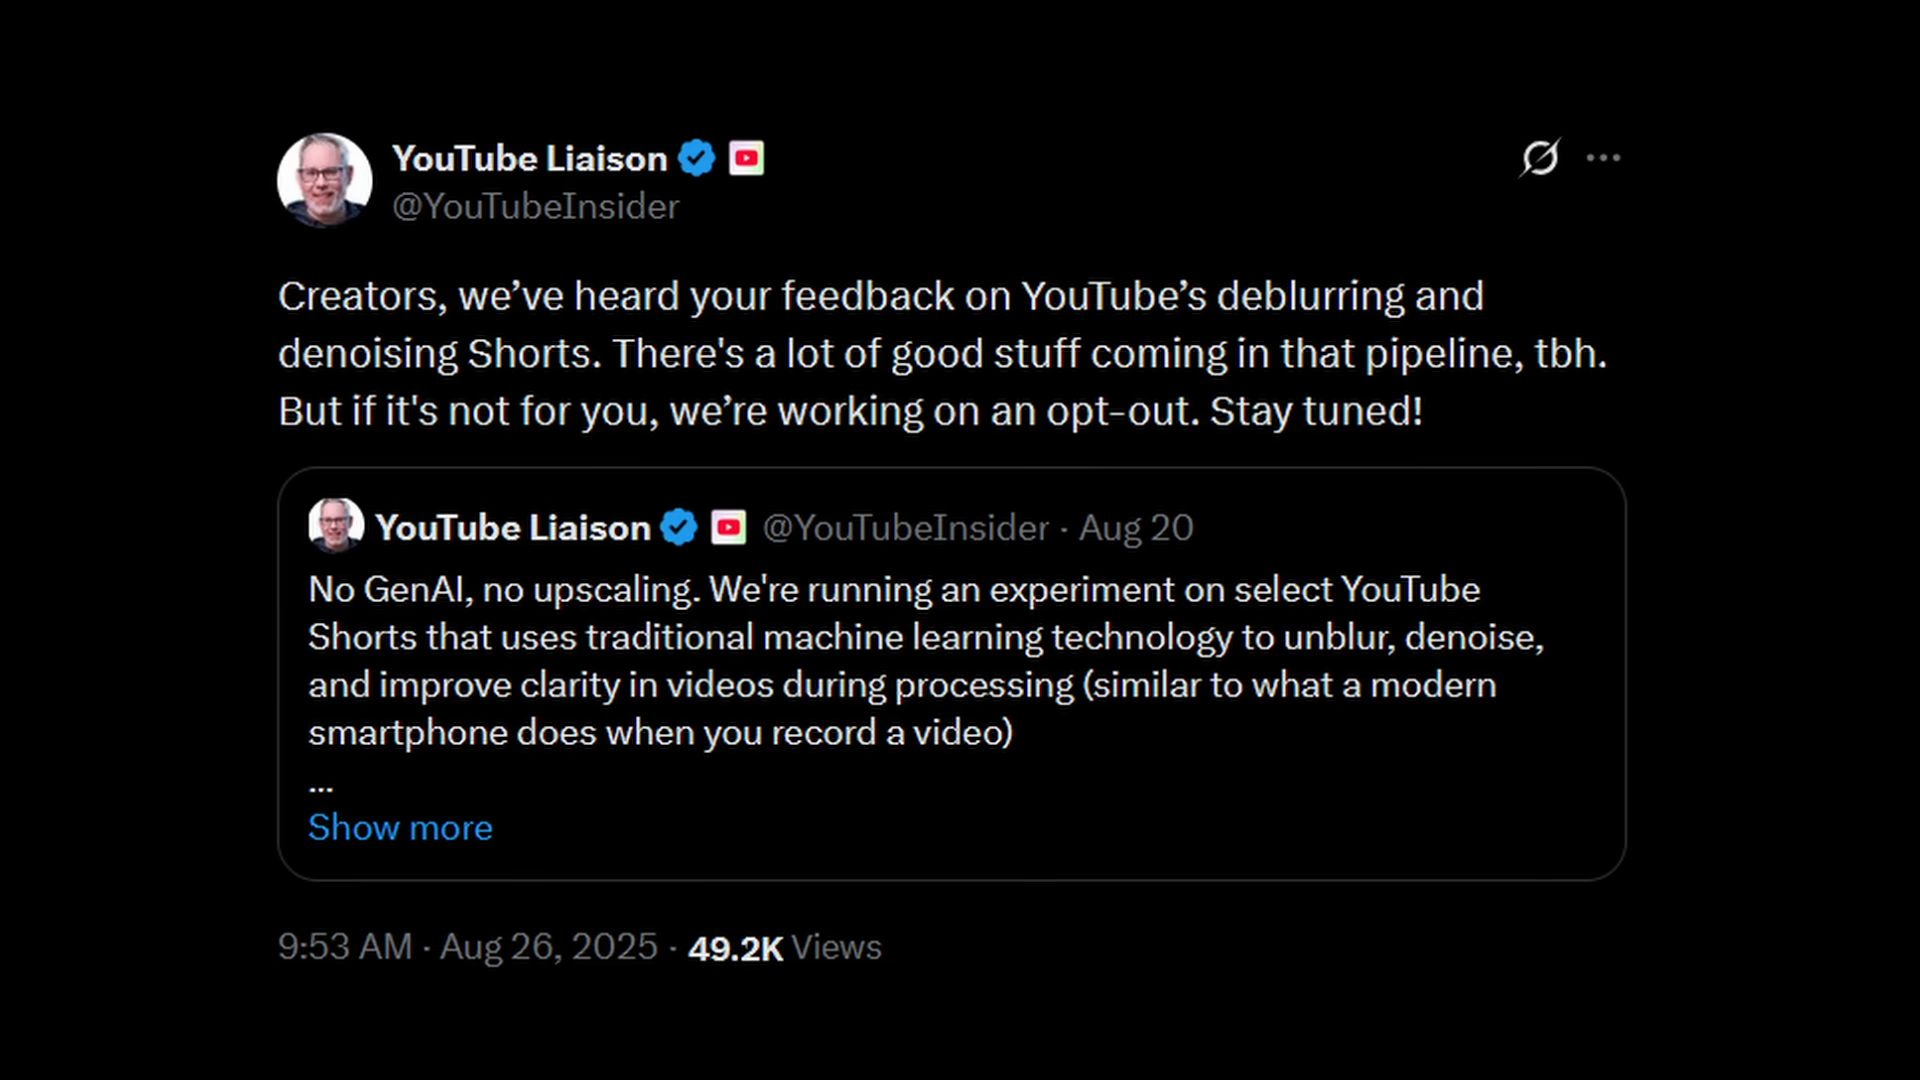 YouTube Liaison
@YouTubeInsider
Creators, we’ve heard your feedback on YouTube’s deblurring and
denoising Shorts. There's a lot of good stuff coming in that pipeline, tbh.
But if it's not for you, we’re working on an opt-out. Stay tuned!
YouTube Liaison @YouTubeInsider · Aug 20
No GenAI, no upscaling. We're running an experiment on select YouTube
Shorts that uses traditional machine learning technology to unblur, denoise,
and improve clarity in videos during processing (similar to what a modern
smartphone does when you record a video)
...
Show more
9:53 AM · Aug 26, 2025 · 49.2K Views